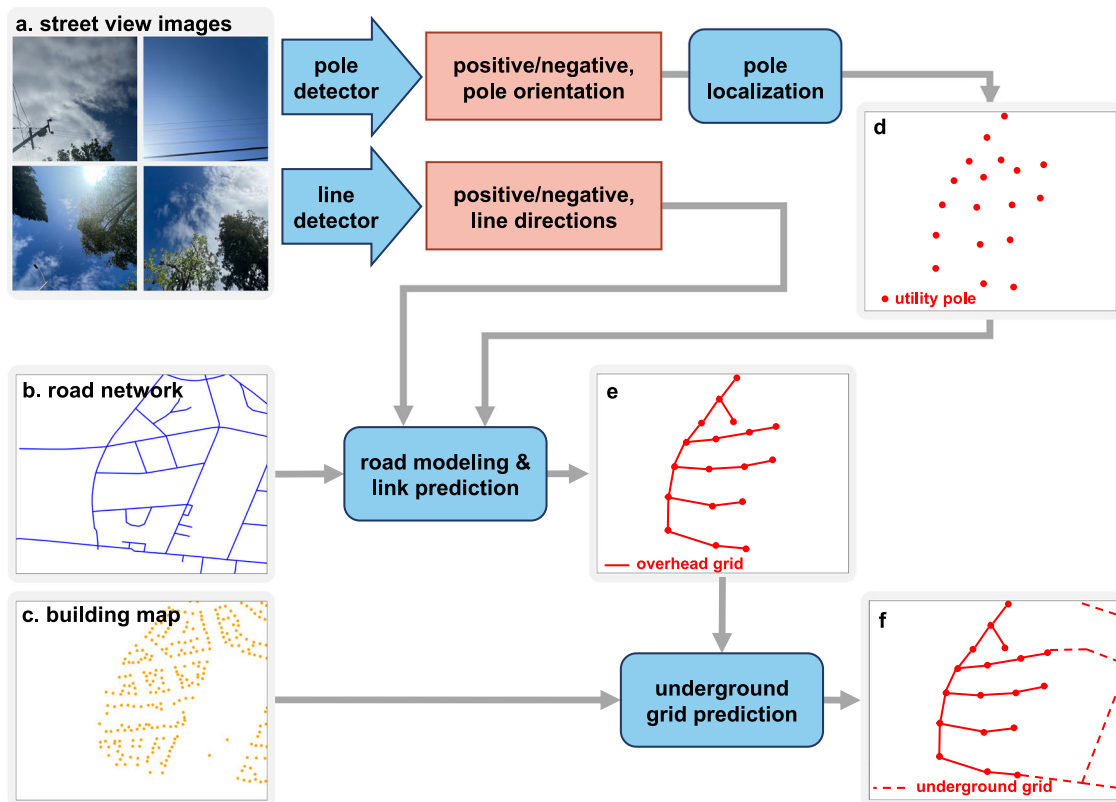 a. street view images
pole
detector
positive/negative,
pole orientation
pole
localization
line
detector
positive/negative,
line directions
d
utility pole
b. road network
road modeling &
link prediction
e
overhead grid
c. building map
underground
grid prediction
f
underground grid